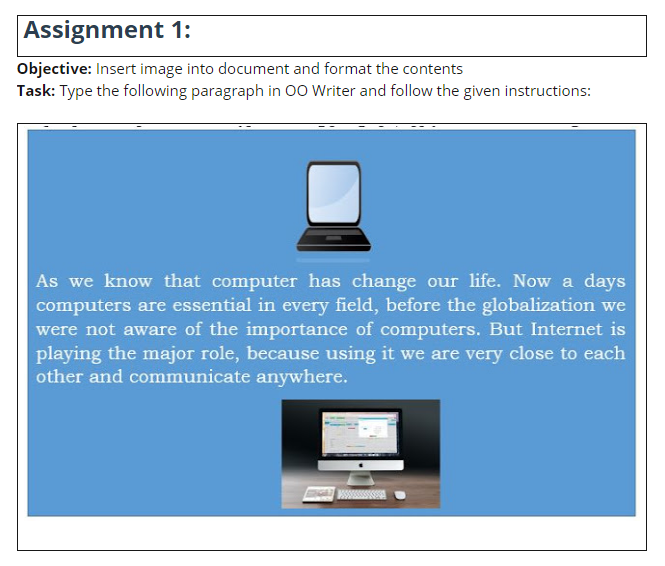 Assignment 1:
Objective: Insert image into document and format the contents
Task: Type the following paragraph in OO Writer and follow the given instructions:
As we know that computer has change our life. Now a days
computers are essential in every field, before the globalization we
were not aware of the importance of computers. But Internet is
playing the major role, because using it we are very close to each
other and communicate anywhere.